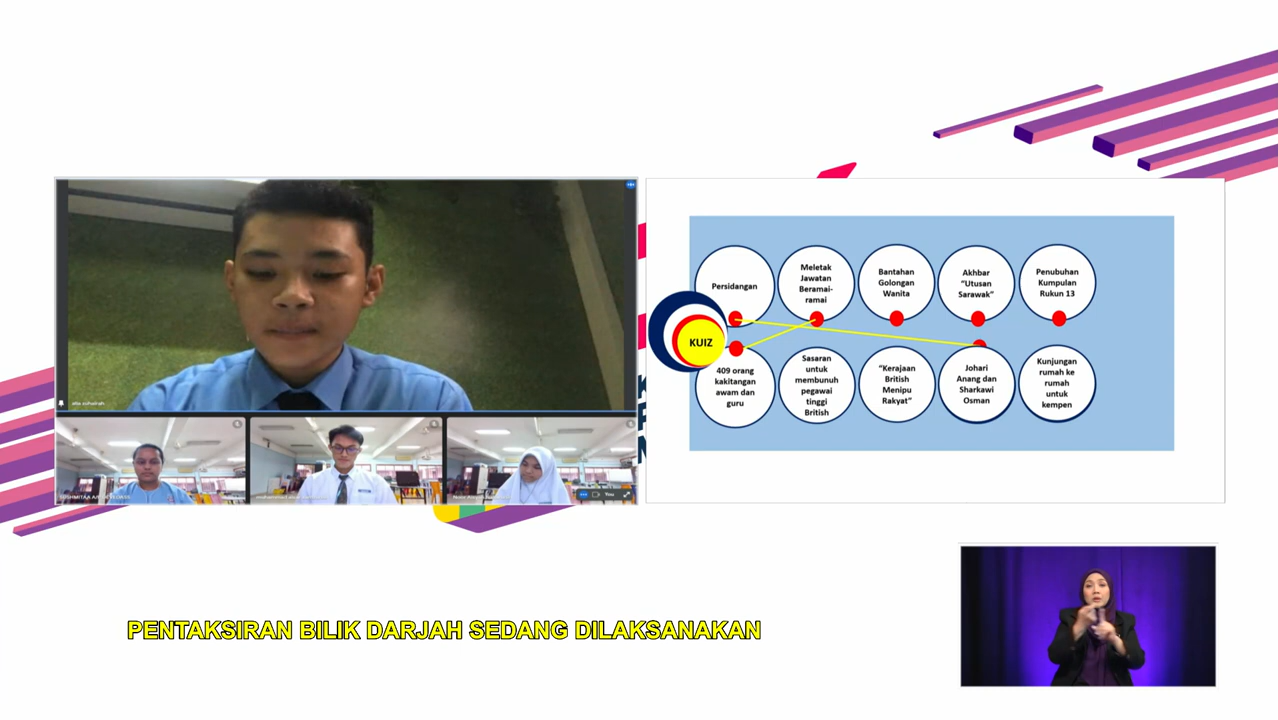 Persidangan
Meletak
Jawatan
Beramai-
ramai
Bantahan
Golongan
Wanita
Akhbar
"Utusan
Sarawak"
Penubuhan
Kumpulan
Rukun 13
KUIZ
409 orang
kakitangan
awam dan
guru
Sasaran
untuk
membunuh
pegawai
tinggi
British
"Kerajaan
British
Menipu
Rakyat"
Johari
Anang dan
Sharkawi
Osman
Kunjungan
rumah ke
rumah
untuk
kempen
You
PENTAKSIRAN BILIK DARJAH SEDANG DILAKSANAKAN